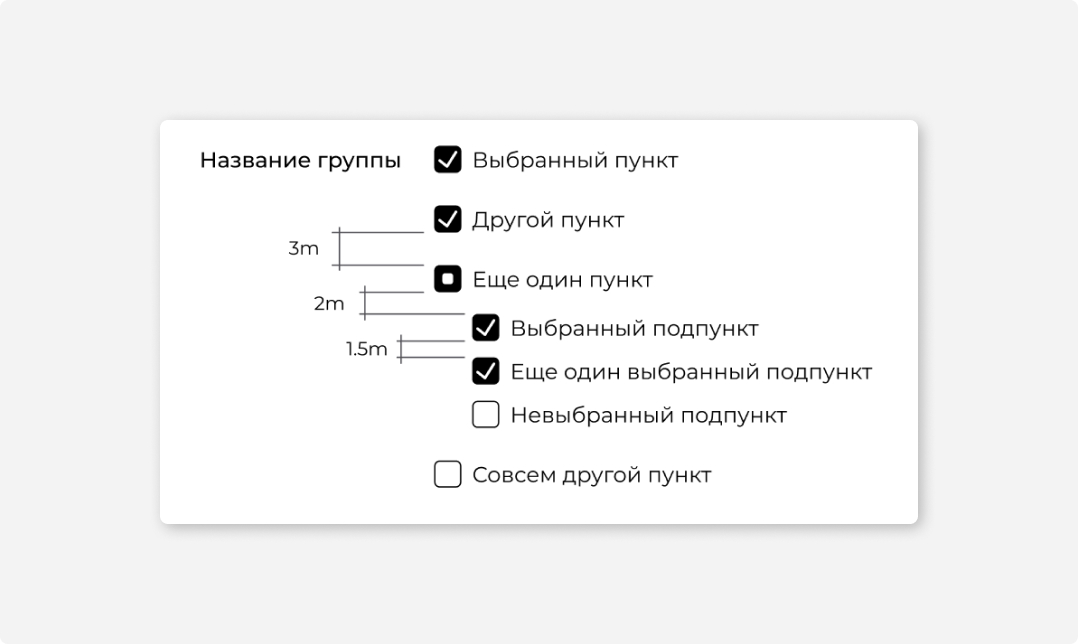 Название группы
Выбранный пункт
Другой пункт
3m
Еще один пункт
2m
Выбранный подпункт
1.5m
Еще один выбранный подпункт
Невыбранный подпункт
Совсем другой пункт